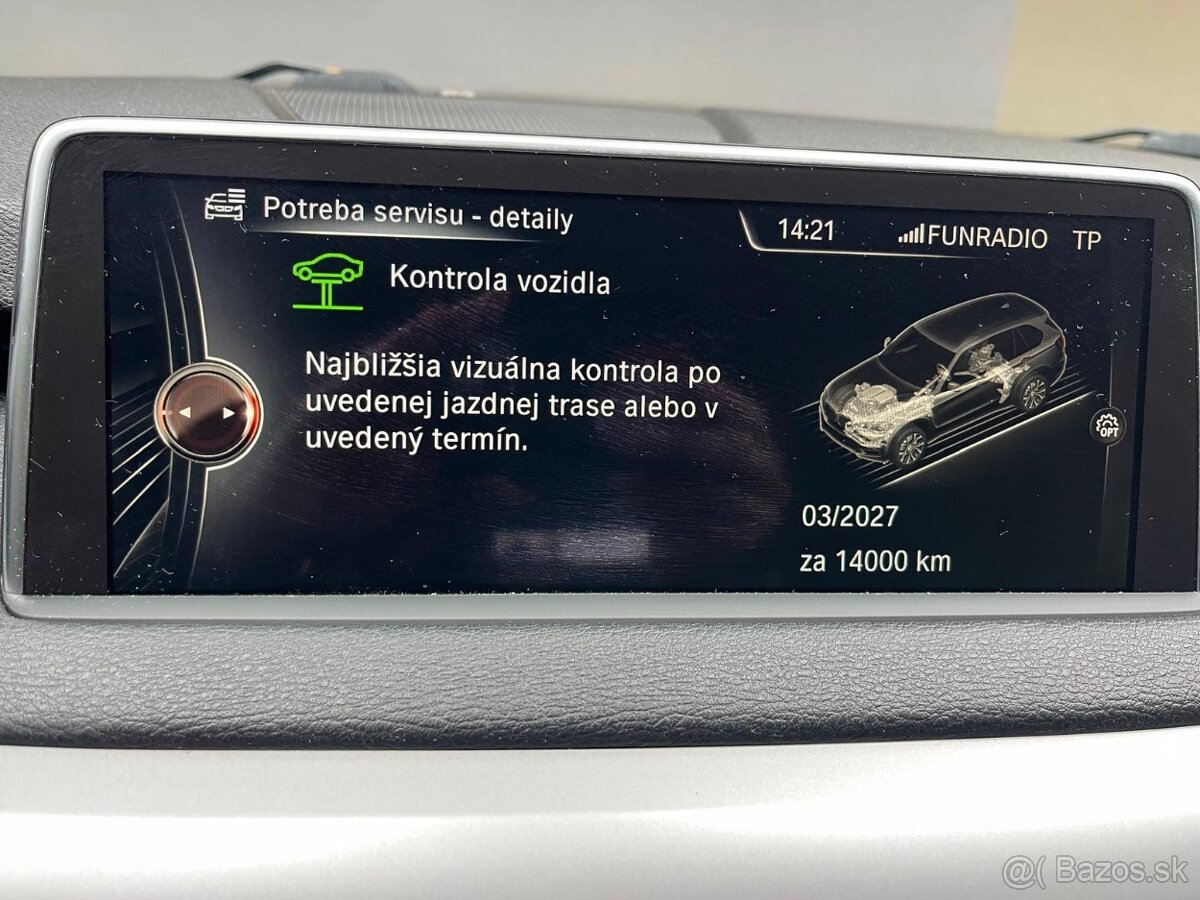 Potreba servisu - detaily
14:21
FUNRADIO TP
Kontrola vozidla
Najbližšia vizuálna kontrola po
uvedenej jazdnej trase alebo v
uvedený termín.
OPT
03/2027
za 14000 km
@( Bazos.sk